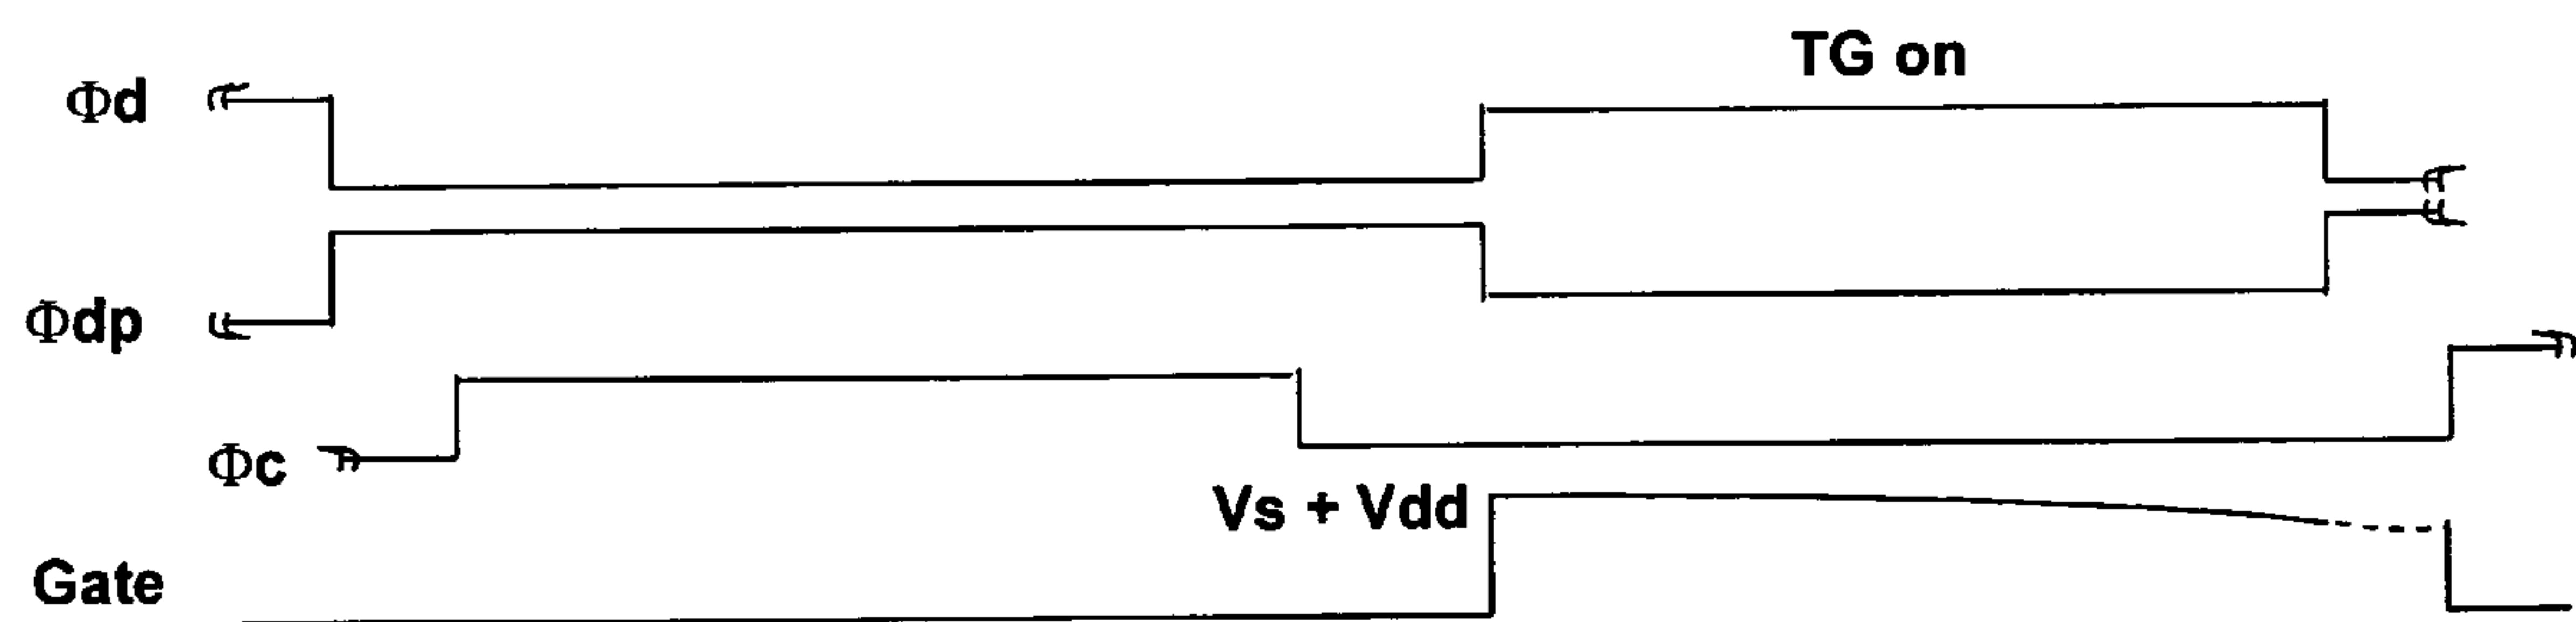 TG on
Φd
Φdp
Φc
Vs + Vdd
Gate